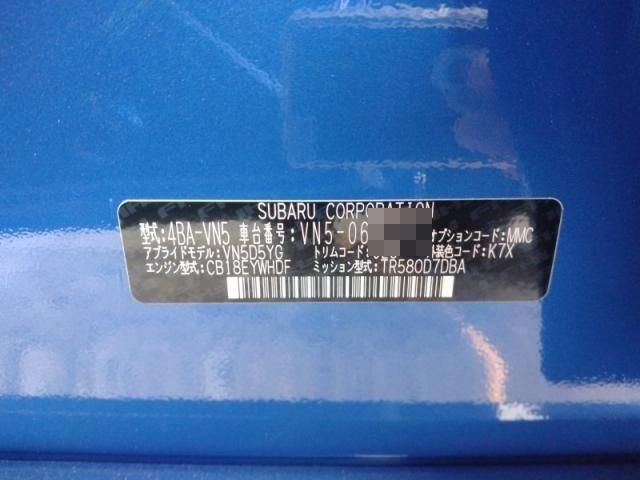 SUBARU CORPORATION
型式:4BA-VN5 車台番号:VN5-06 オプションコード:MMC
アプライドモデル:VN5D5YG トリムコード: 装色コード:K7X
エンジン型式:CB18EYWHDF ミッション型式:TR580D7DBA